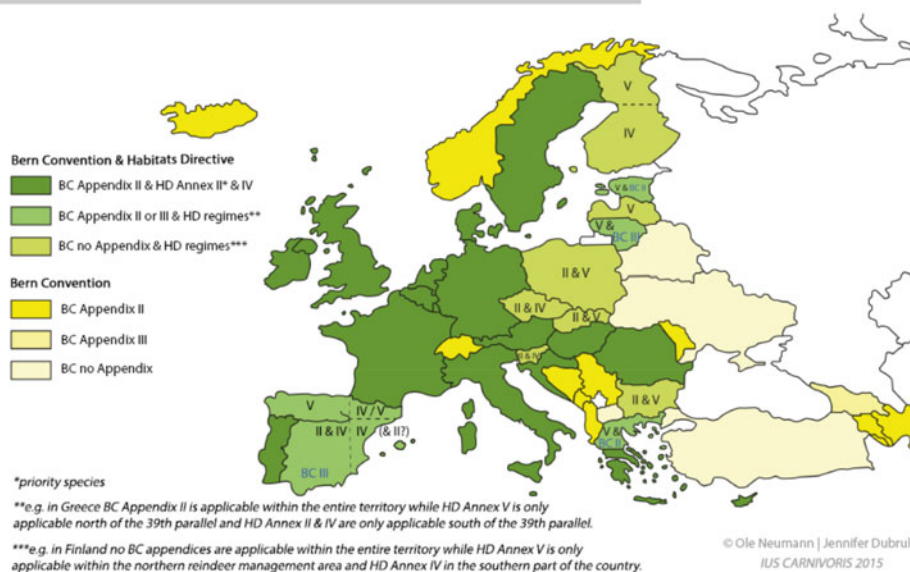 Bern Convention & Habitats Directive
BC Appendix II & HD Annex II* & IV
BC Appendix II or III & HD regimes**
BC no Appendix & HD regimes***
Bern Convention
BC Appendix II
BC Appendix III
BC no Appendix
V
IV
V & BC II
V
V &
BC III
II & V
II & IV
II & V
II & IV
II & V
V &
BC II
V
IV / V
II & IV
IV
(& II?)
BC III
*priority species
**e.g. in Greece BC Appendix II is applicable within the entire territory while HD Annex V is only
applicable north of the 39th parallel and HD Annex II & IV are only applicable south of the 39th parallel.
***e.g. in Finland no BC appendices are applicable within the entire territory while HD Annex V is only
applicable within the northern reindeer management area and HD Annex IV in the southern part of the country.
© Ole Neumann | Jennifer Dubrul
IUS CARNIVORIS 2015